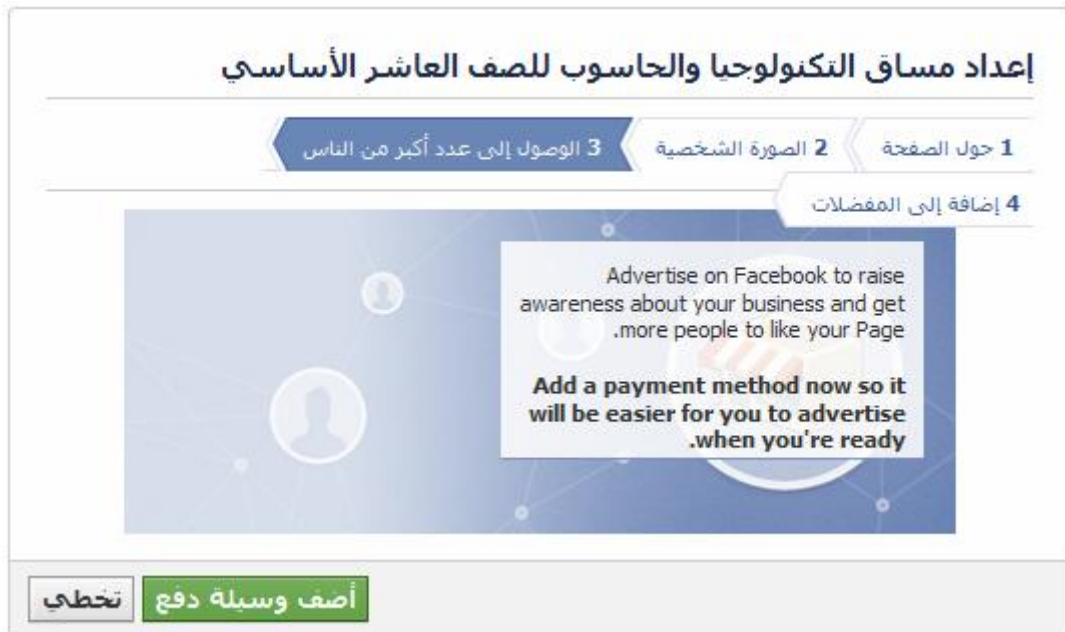 إعداد مساق التكنولوجيا والحاسوب للصف العاشر الأساسي
1 حول الصفحة 2 الصورة الشخصية 3 الوصول إلى عدد أكبر من الناس
4 إضافة إلى المفضلات
Advertise on Facebook to raise
awareness about your business and get
.more people to like your Page
Add a payment method now so it
will be easier for you to advertise
.when you're ready
أضف وسيلة دفع تخطي